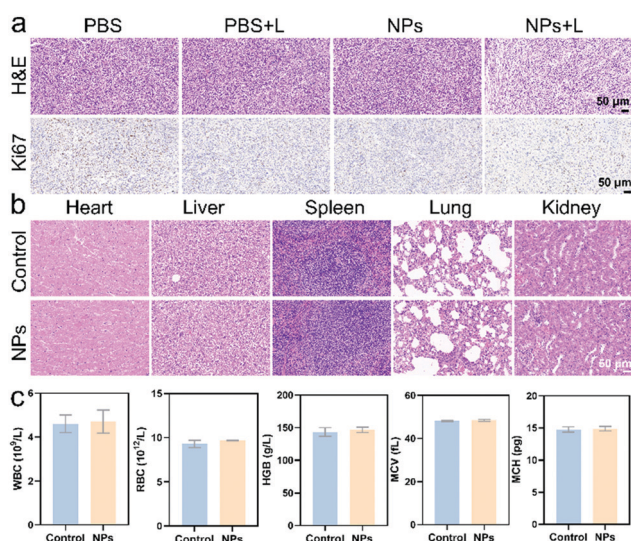 a
PBS
PBS+L
NPs
NPs+L
H&E
50 μm
Ki67
50 μm
b
Heart
Liver
Spleen
Lung
Kidney
Control
NPs
50 μm
c
WBC (10⁹/L)
6
4
2
0
Control NPs
RBC (10¹²/L)
15
10
5
0
Control NPs
HGB (g/L)
200
150
100
50
0
Control NPs
MCV (fL)
60
40
20
0
Control NPs
MCH (pg)
20
15
10
5
0
Control NPs